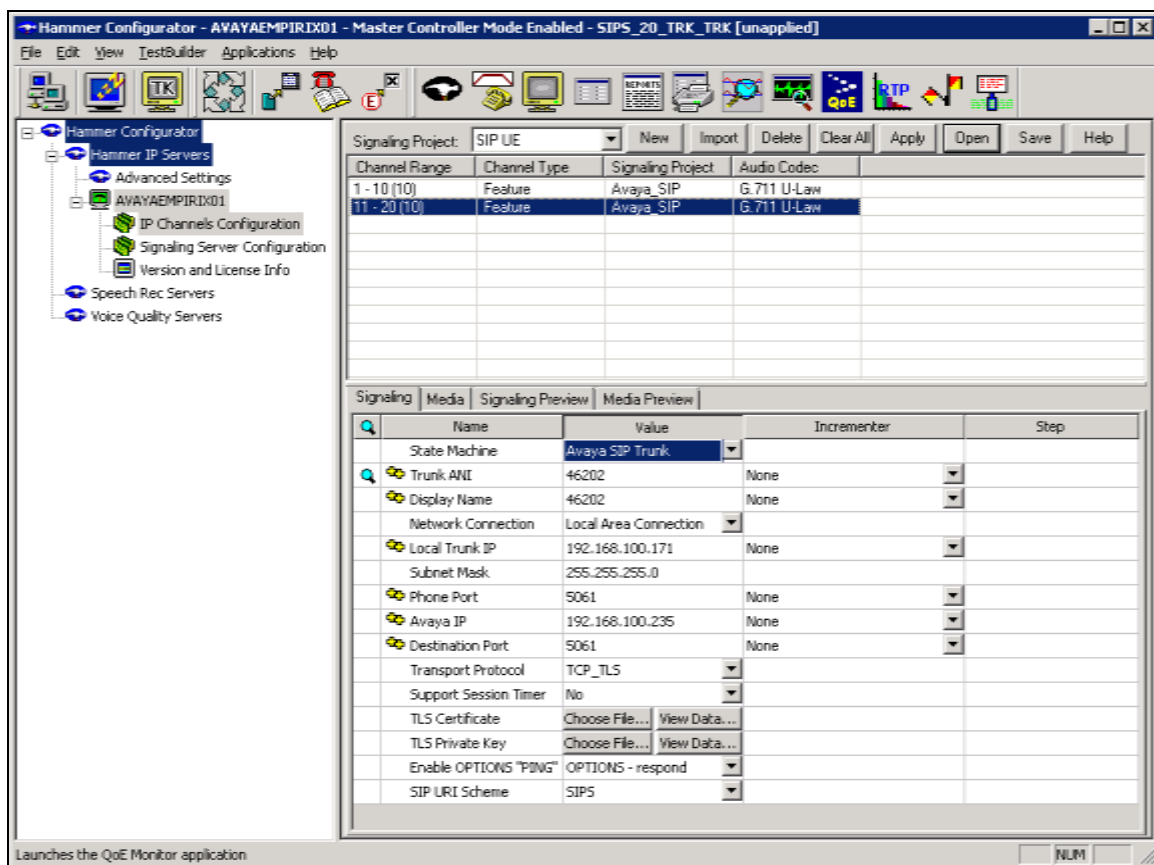 Hammer Configurator - AVAYAEMPIRIX01 - Master Controller Mode Enabled - SIPS_20_TRK_TRK [unapplied]
File Edit View TestBuilder Applications Help
TK E REPORTS QoE RTP
Hammer Configurator
Hammer IP Servers
Advanced Settings
AVAYAEMPIRIX01
IP Channels Configuration
Signaling Server Configuration
Version and License Info
Speech Rec Servers
Voice Quality Servers
Signaling Project: SIP UE New Import Delete Clear All Apply Open Save Help
Channel Range Channel Type Signaling Project Audio Codec
1 - 10 (10) Feature Avaya_SIP G.711 U-Law
11 - 20 (10) Feature Avaya_SIP G.711 U-Law
Signaling Media Signaling Preview Media Preview
Name Value Incrementer Step
State Machine Avaya SIP Trunk
Trunk ANI 46202 None
Display Name 46202 None
Network Connection Local Area Connection
Local Trunk IP 192.168.100.171 None
Subnet Mask 255.255.255.0
Phone Port 5061 None
Avaya IP 192.168.100.235 None
Destination Port 5061 None
Transport Protocol TCP_TLS
Support Session Timer No
TLS Certificate Choose File... View Data...
TLS Private Key Choose File... View Data...
Enable OPTIONS "PING" OPTIONS - respond
SIP URI Scheme SIPS
Launches the QoE Monitor application NUM